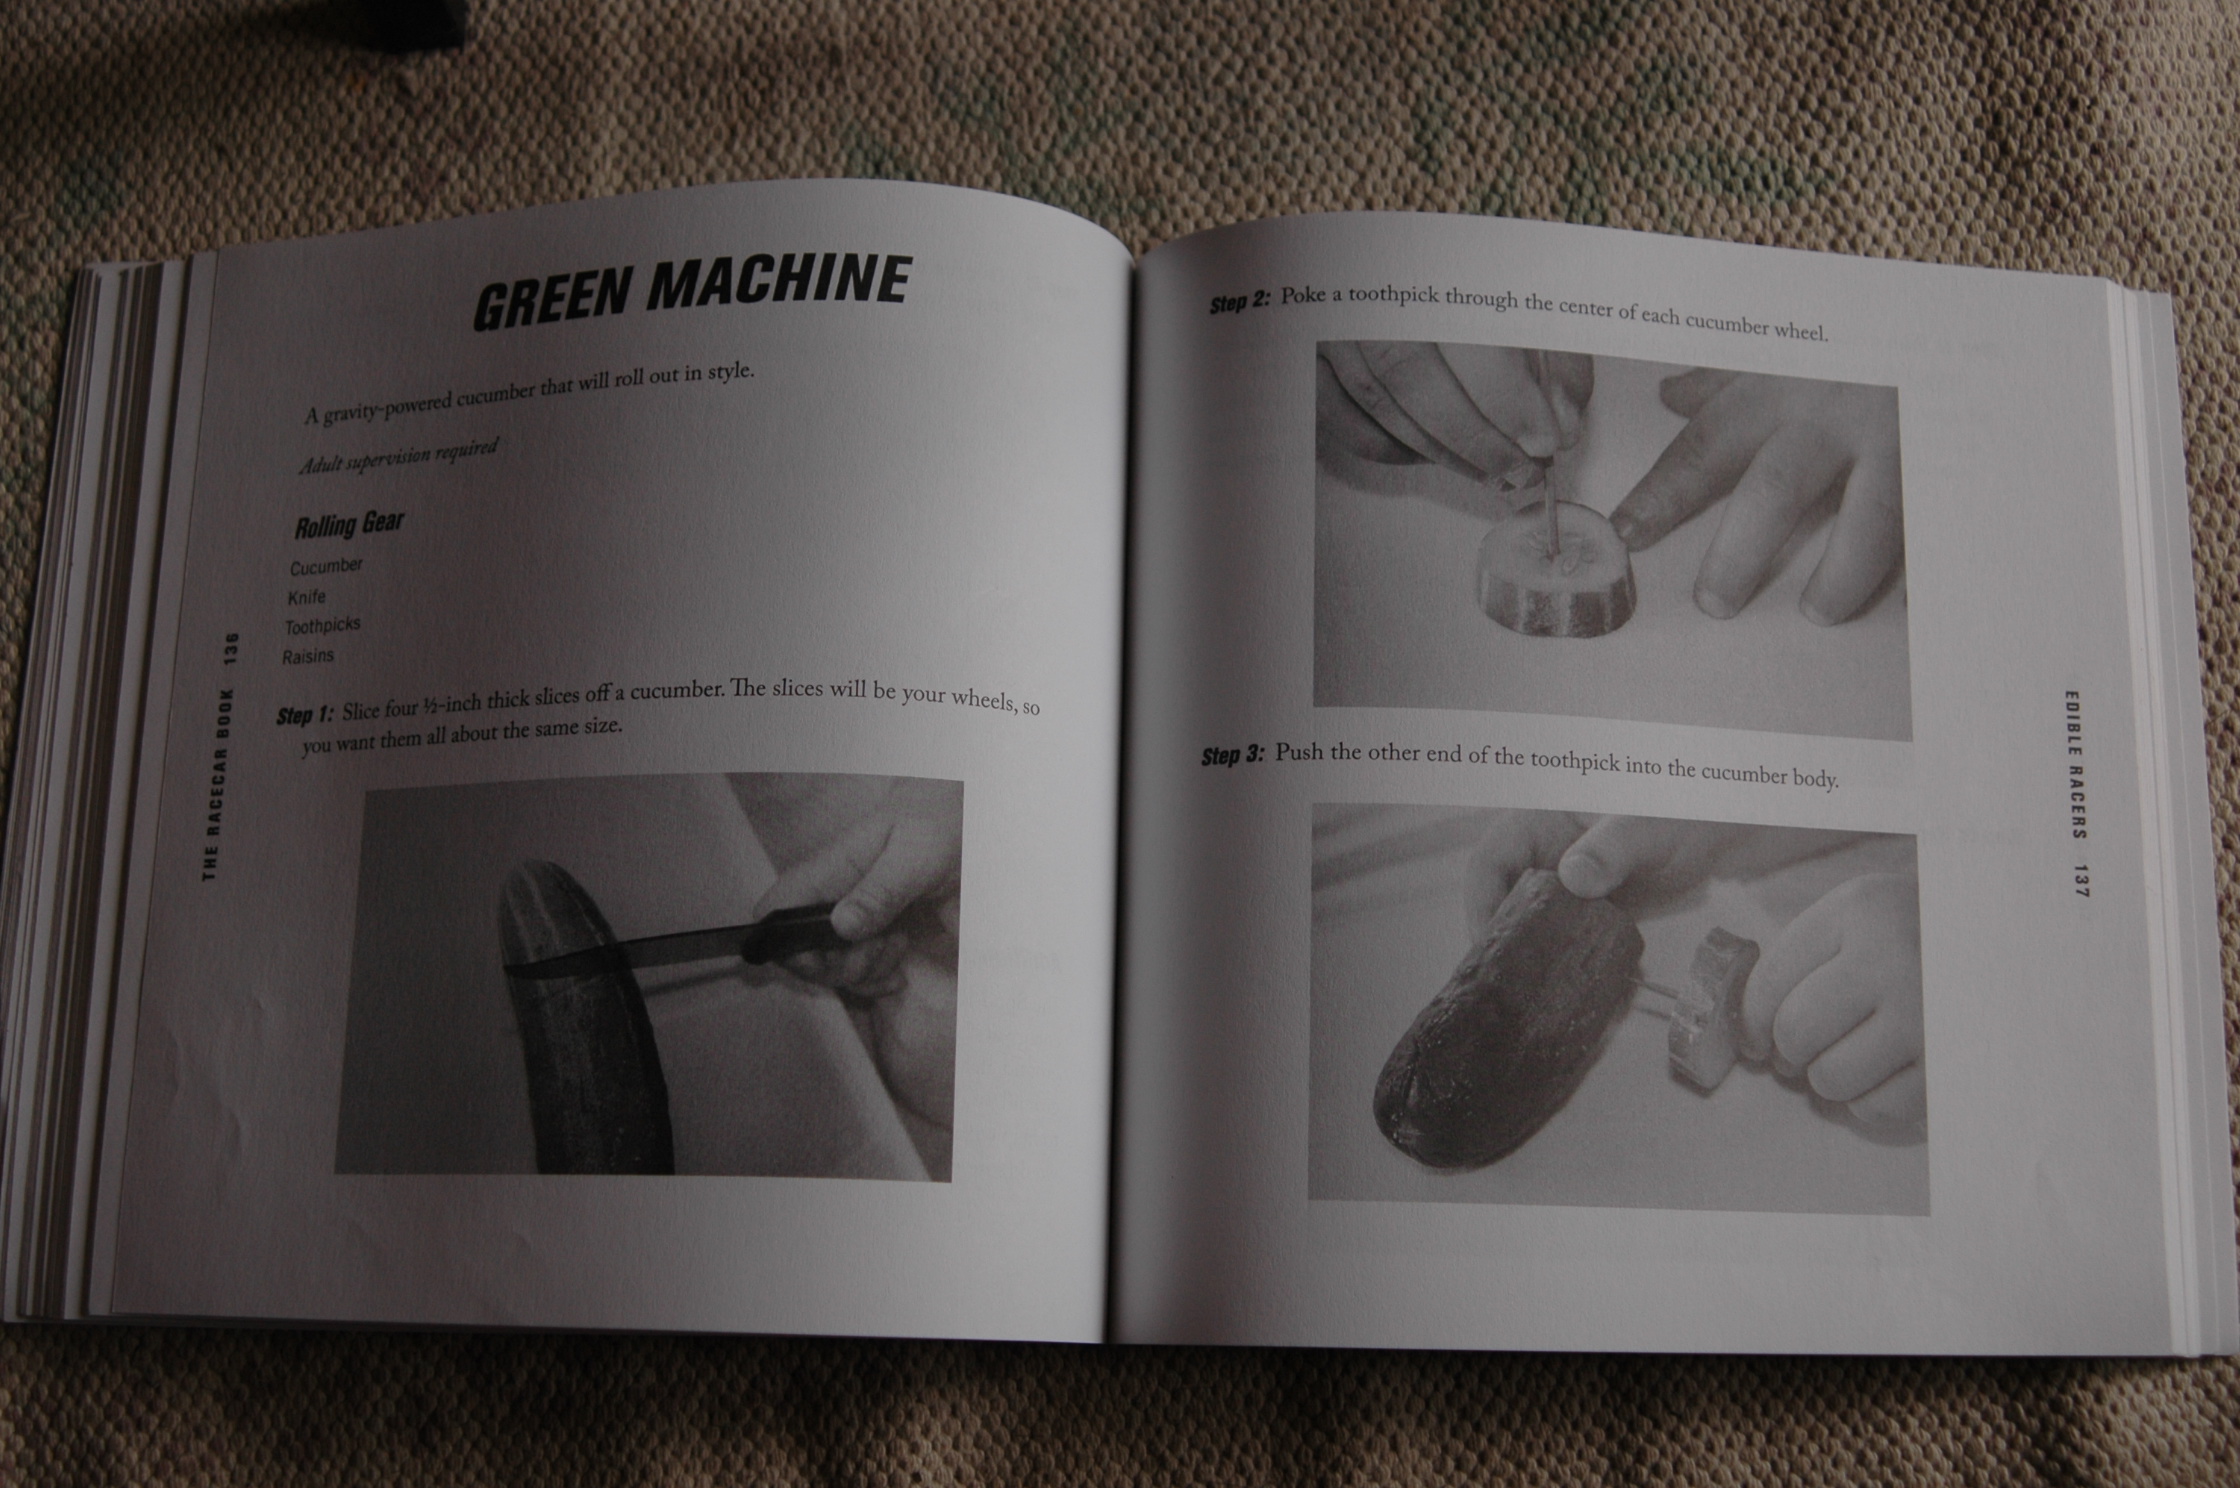 GREEN MACHINE
A gravity-powered cucumber that will roll out in style.
Adult supervision required
Rolling Gear
Cucumber
Knife
Toothpicks
Raisins
Step 1: Slice four ½-inch thick slices off a cucumber. The slices will be your wheels, so
you want them all about the same size.
THE RACECAR BOOK 136
Step 2: Poke a toothpick through the center of each cucumber wheel.
Step 3: Push the other end of the toothpick into the cucumber body.
EDIBLE RACERS 137